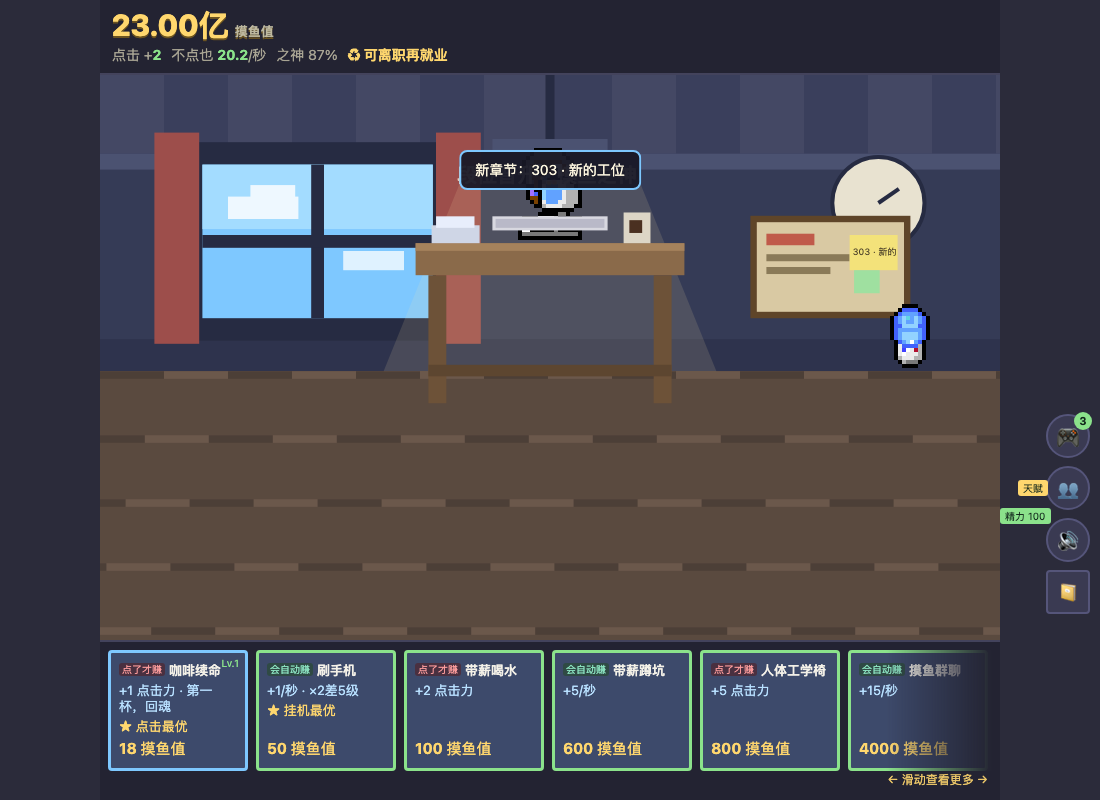 23.00亿 摸鱼值
点击 +2 不点也 20.2/秒 之神 87% ♻ 可离职再就业
新章节：303 · 新的工位
303 · 新的
3
天赋
精力 100
点了才赚 咖啡续命 Lv.1
+1 点击力 · 第一
杯，回魂
★ 点击最优
18 摸鱼值
会自动赚 刷手机
+1/秒 · ×2差5级
★ 挂机最优
50 摸鱼值
点了才赚 带薪喝水
+2 点击力
100 摸鱼值
会自动赚 带薪蹲坑
+5/秒
600 摸鱼值
点了才赚 人体工学椅
+5 点击力
800 摸鱼值
会自动赚 摸鱼群聊
+15/秒
4000 摸鱼值
← 滑动查看更多 →